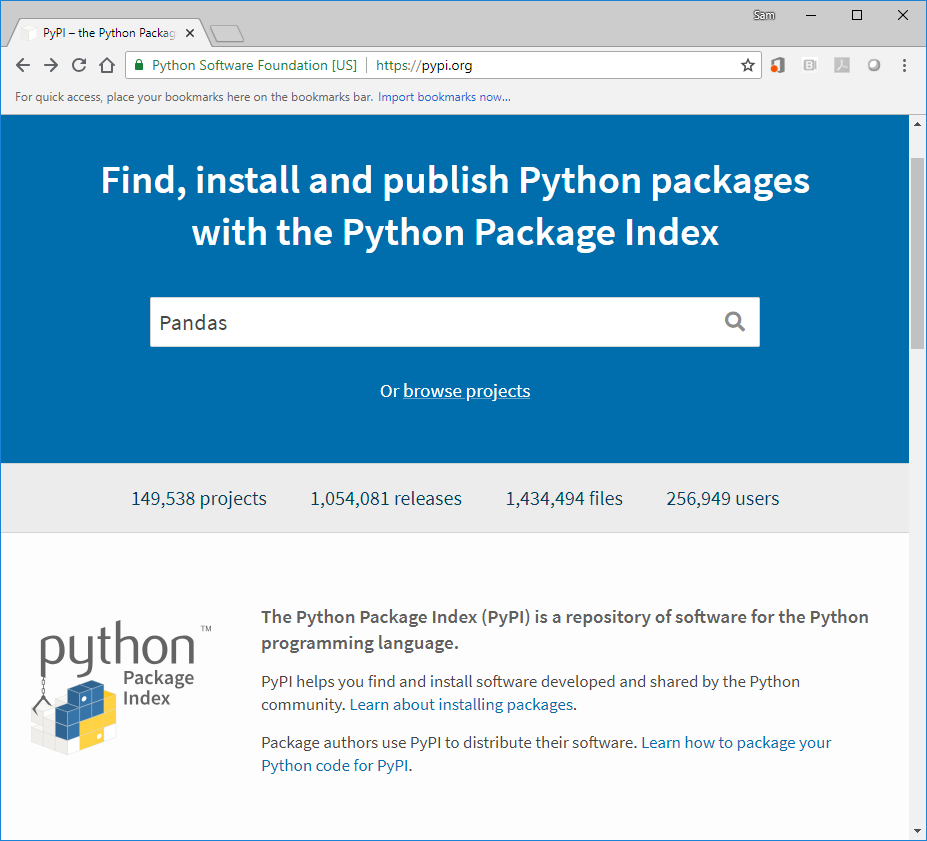 Sam
PyPI – the Python Packag
Python Software Foundation [US] | https://pypi.org
For quick access, place your bookmarks here on the bookmarks bar. Import bookmarks now...
Find, install and publish Python packages
with the Python Package Index
Pandas
Or browse projects
149,538 projects 1,054,081 releases 1,434,494 files 256,949 users
python™
Package
Index
The Python Package Index (PyPI) is a repository of software for the Python
programming language.
PyPI helps you find and install software developed and shared by the Python
community. Learn about installing packages.
Package authors use PyPI to distribute their software. Learn how to package your
Python code for PyPI.